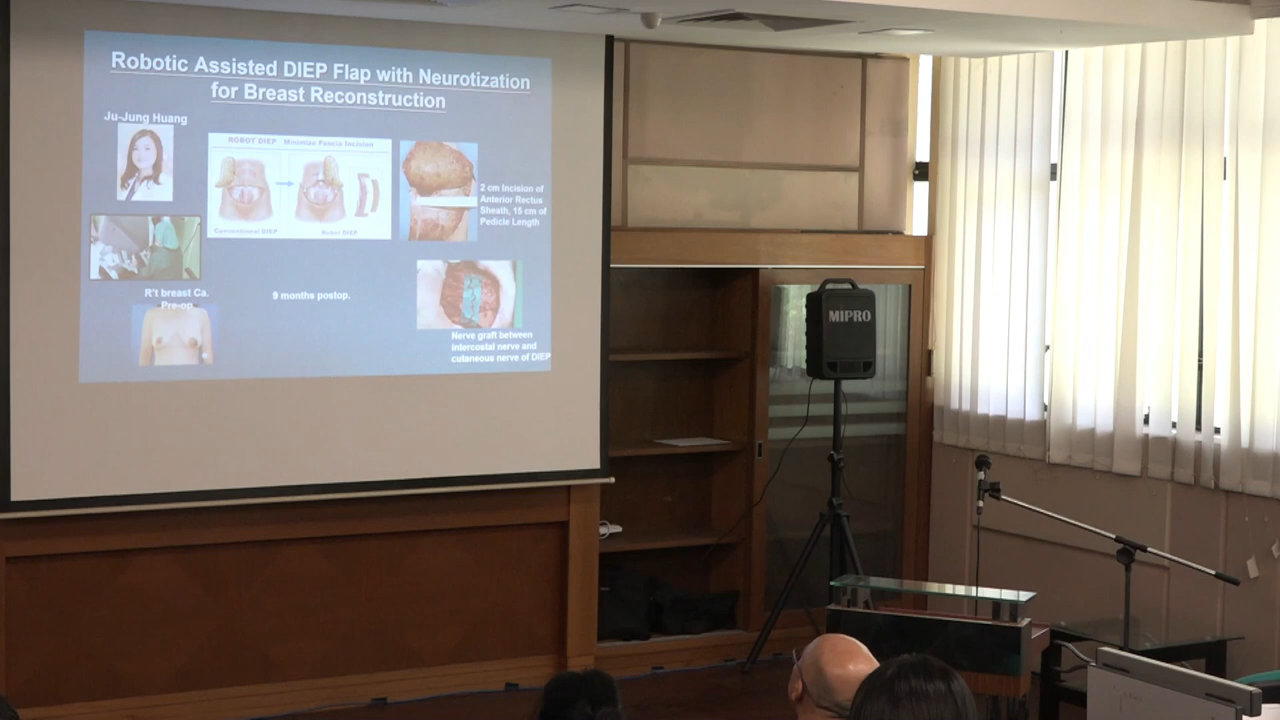 Robotic Assisted DIEP Flap with Neurotization
for Breast Reconstruction
Ju-Jung Huang
ROBOT DIEP Minimize Fascia Incision
Conventional DIEP
Robot DIEP
2 cm Incision of
Anterior Rectus
Sheath, 15 cm of
Pedicle Length
R't breast Ca.
Pre-op
9 months postop.
Nerve graft between
intercostal nerve and
cutaneous nerve of DIEP
MIPRO